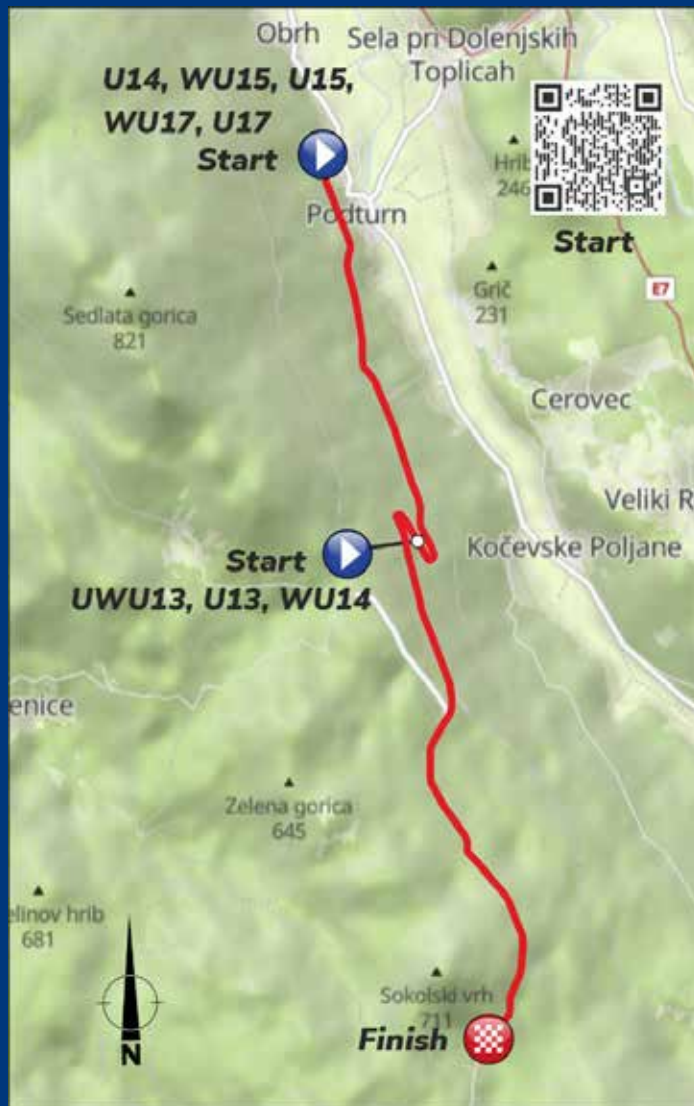 Obrh
Sela pri Dolenjskih
Toplicah
U14, WU15, U15,
WU17, U17
Start
246
Podturn
Start
E7
Grič
231
Sedlata gorica
821
Cerovec
Veliki
Kočevske Poljane
Start
UWU13, U13, WU14
enice
Zelena gorica
645
elinov hrib
681
Sokolski vrh
711
Finish
N